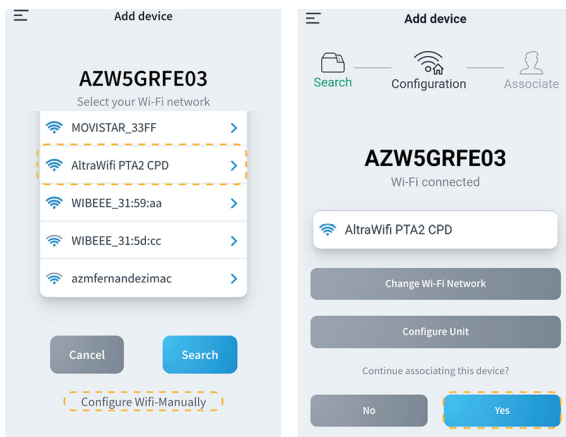 Add device
AZW5GRFE03
Select your Wi-Fi network
MOVISTAR_33FF
AltraWifi PTA2 CPD
WIBEEE_31:59:aa
WIBEEE_31:5d:cc
azmfernandezimac
Cancel
Search
Configure Wifi-Manually
Add device
Search
Configuration
Associate
AZW5GRFE03
Wi-Fi connected
AltraWifi PTA2 CPD
Change Wi-Fi Network
Configure Unit
Continue associating this device?
No
Yes